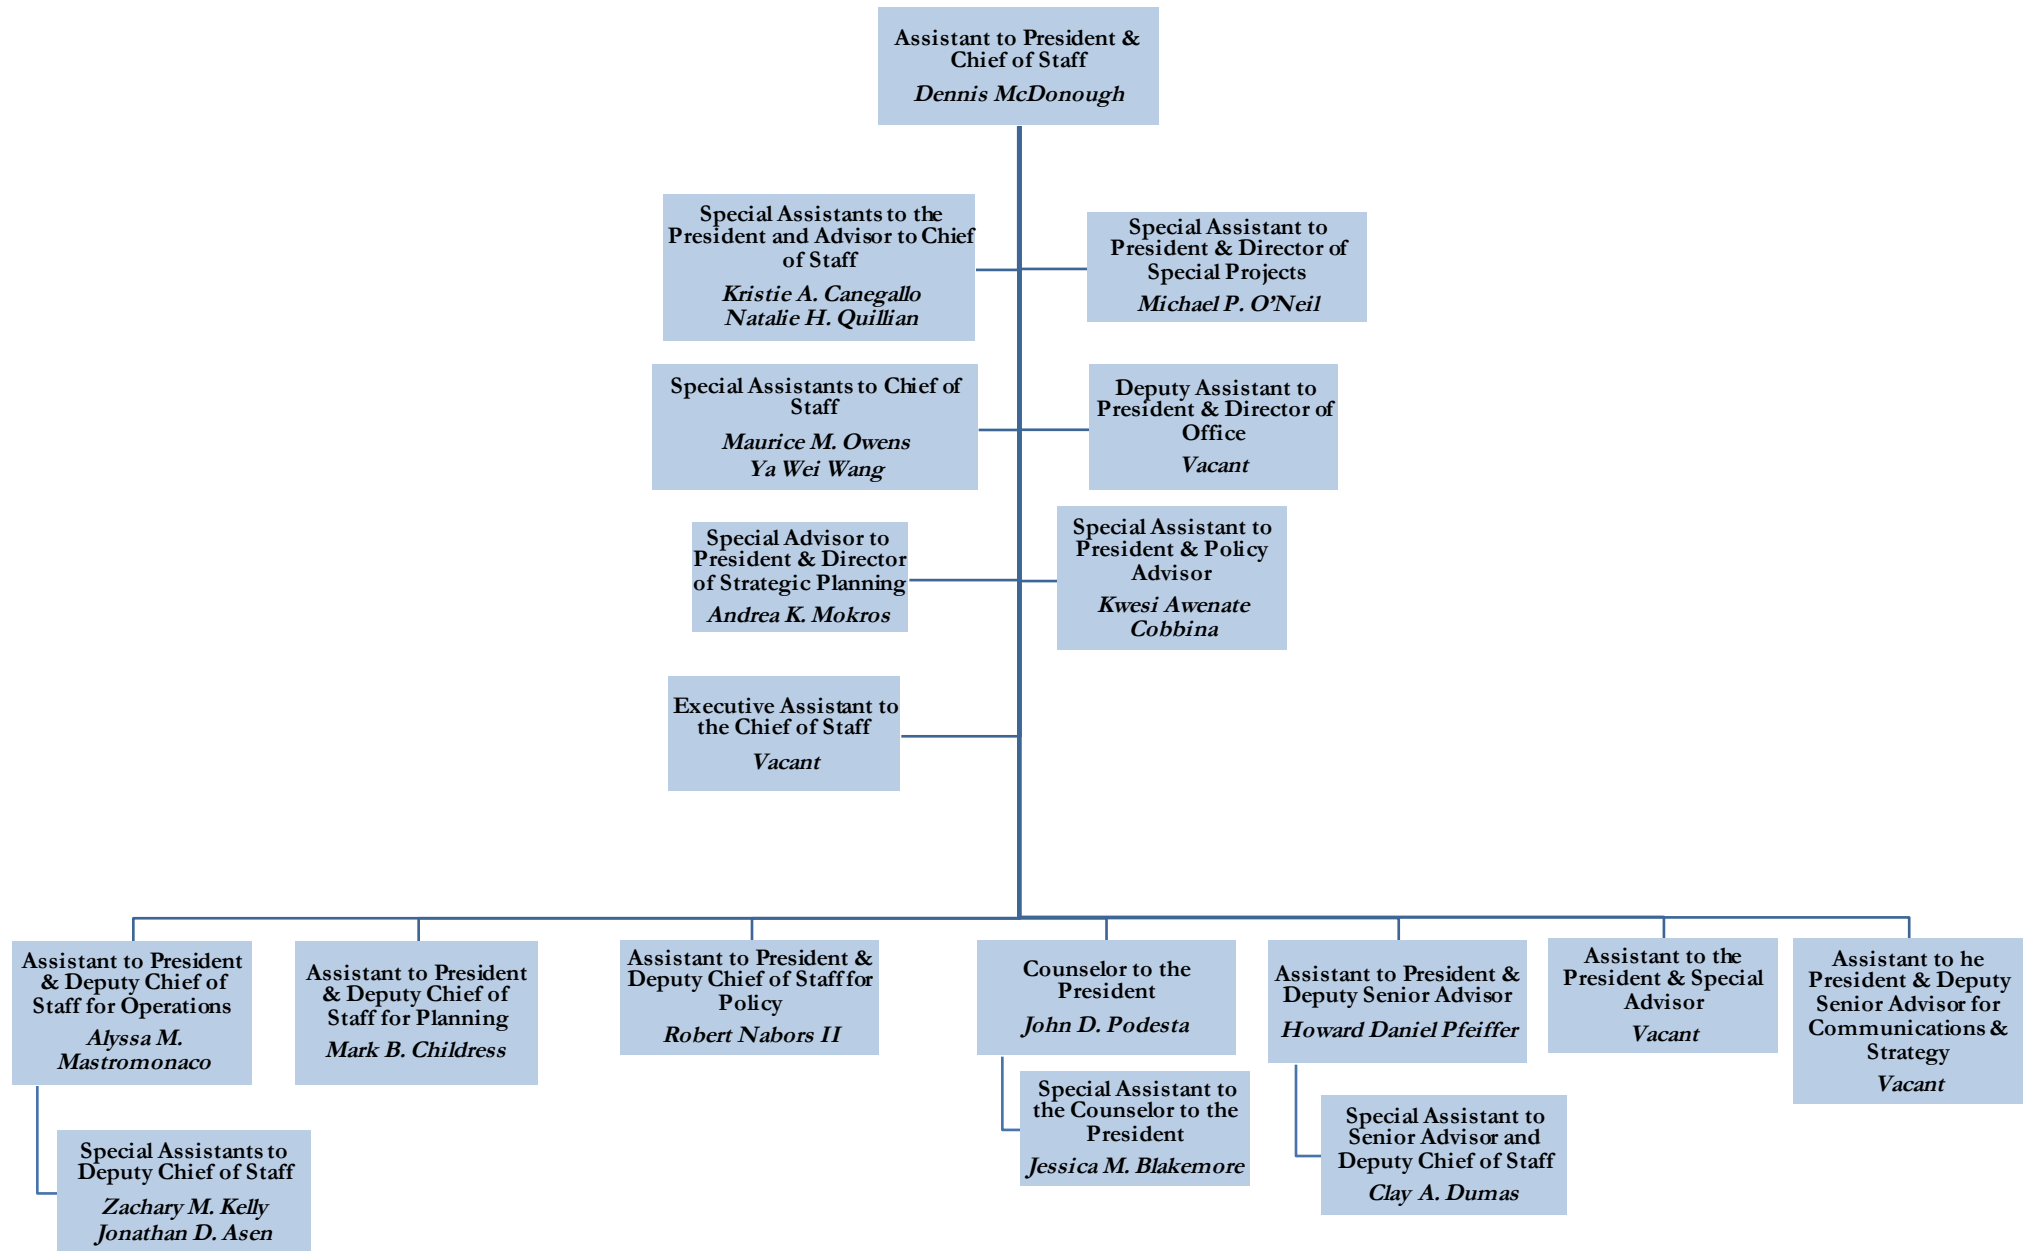 Assistant to President &
Chief of Staff
Dennis McDonough
Special Assistants to the
President and Advisor to Chief
of Staff
Kristie A. Canegallo
Natalie H. Quillian
Special Assistant to
President & Director of
Special Projects
Michael P. O’Neil
Special Assistants to Chief of
Staff
Maurice M. Owens
Ya Wei Wang
Deputy Assistant to
President & Director of
Office
Vacant
Special Advisor to
President & Director
of Strategic Planning
Andrea K. Mokros
Special Assistant to
President & Policy
Advisor
Kwesi Awenate
Cobbina
Executive Assistant to
the Chief of Staff
Vacant
Assistant to President
& Deputy Chief of
Staff for Operations
Alyssa M.
Mastromonaco
Special Assistants to
Deputy Chief of Staff
Zachary M. Kelly
Jonathan D. Asen
Assistant to President
& Deputy Chief of
Staff for Planning
Mark B. Childress
Assistant to President &
Deputy Chief of Staff for
Policy
Robert Nabors II
Counselor to the
President
John D. Podesta
Special Assistant to
the Counselor to the
President
Jessica M. Blakemore
Assistant to President &
Deputy Senior Advisor
Howard Daniel Pfeiffer
Special Assistant to
Senior Advisor and
Deputy Chief of Staff
Clay A. Dumas
Assistant to the
President & Special
Advisor
Vacant
Assistant to he
President & Deputy
Senior Advisor for
Communications &
Strategy
Vacant